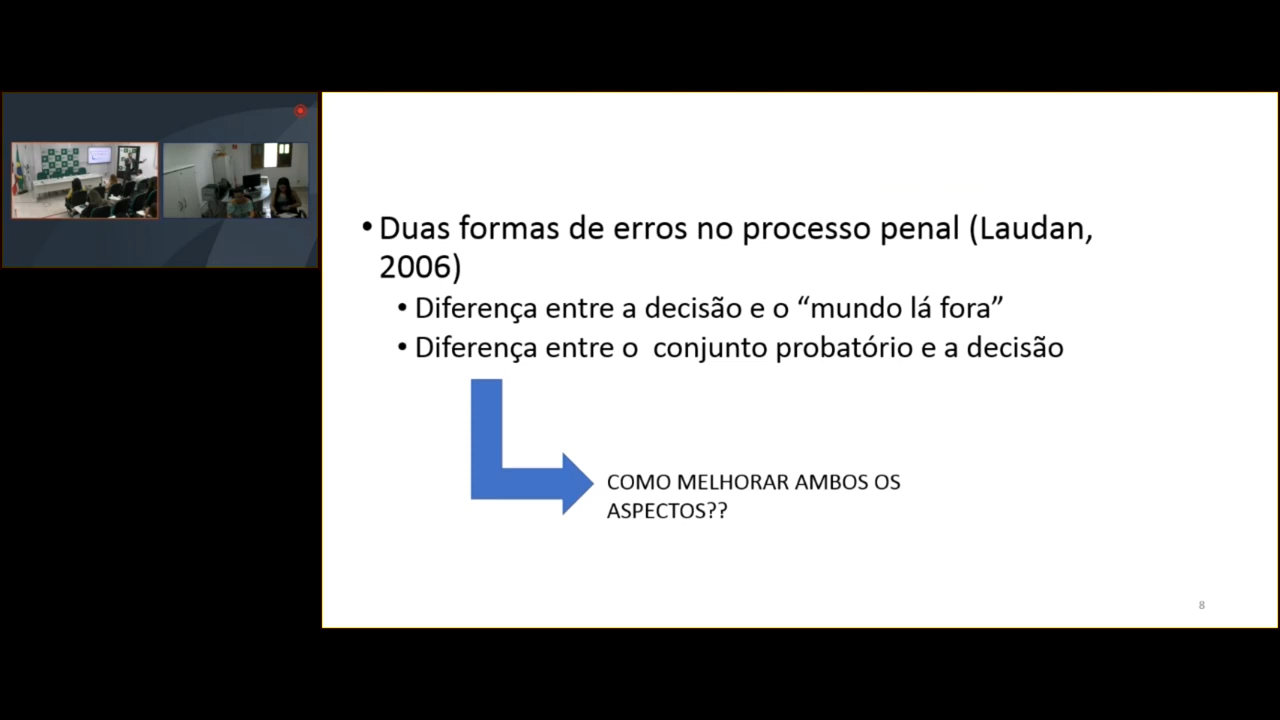 • Duas formas de erros no processo penal (Laudan,
2006)
• Diferença entre a decisão e o “mundo lá fora”
• Diferença entre o  conjunto probatório e a decisão
COMO MELHORAR AMBOS OS
ASPECTOS??
8